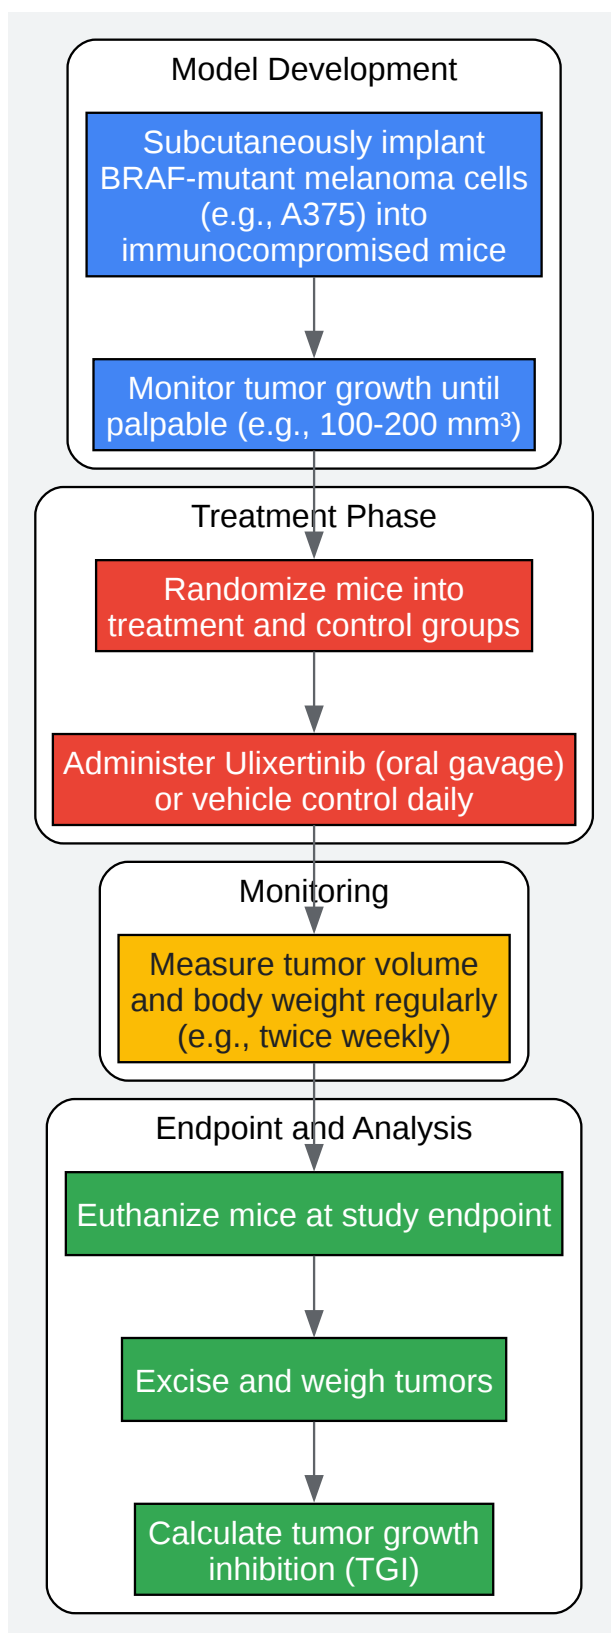 Model Development
Subcutaneously implant
BRAF-mutant melanoma cells
(e.g., A375) into
immunocompromised mice
Monitor tumor growth until
palpable (e.g., 100-200 mm³)
Treatment Phase
Randomize mice into
treatment and control groups
Administer Ulixertinib (oral gavage)
or vehicle control daily
Monitoring
Measure tumor volume
and body weight regularly
(e.g., twice weekly)
Endpoint and Analysis
Euthanize mice at study endpoint
Excise and weigh tumors
Calculate tumor growth
inhibition (TGI)